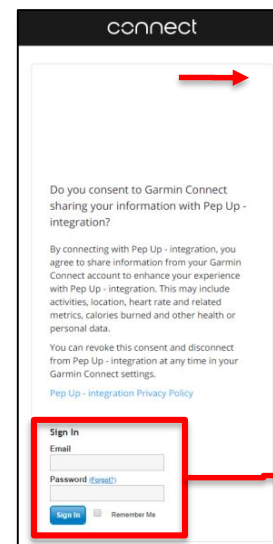 connect
Do you consent to Garmin Connect
sharing your information with Pep Up -
integration?
By connecting with Pep Up - integration, you
agree to share information from your Garmin
Connect account to enhance your experience
with Pep Up - integration. This may include
activities, location, heart rate and related
metrics, calories burned and other health or
personal data.
You can revoke this consent and disconnect
from Pep Up - integration at any time in your
Garmin Connect settings.
Pep Up - integration Privacy Policy
Sign In
Email
Password (Forgot?)
Sign In Remember Me